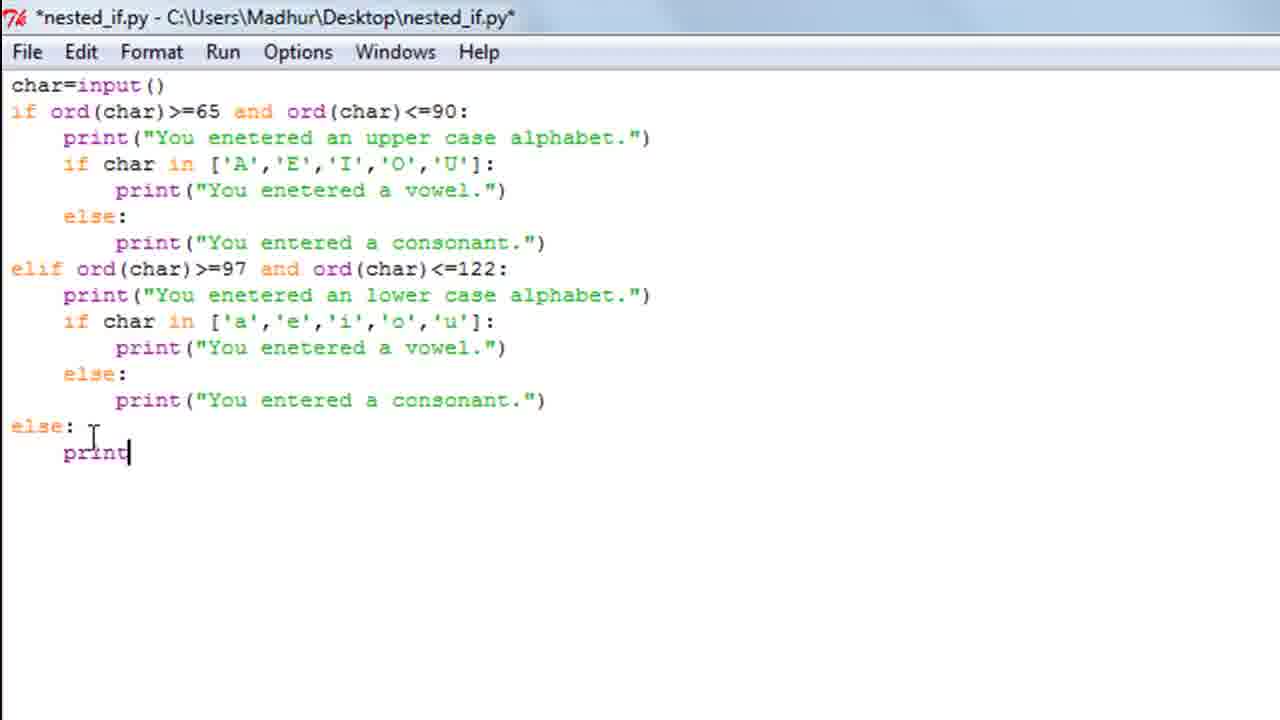 *nested_if.py - C:\Users\Madhur\Desktop\nested_if.py*
File Edit Format Run Options Windows Help
char=input()
if ord(char)>=65 and ord(char)<=90:
    print("You enetered an upper case alphabet.")
    if char in ['A','E','I','O','U']:
        print("You enetered a vowel.")
    else:
        print("You entered a consonant.")
elif ord(char)>=97 and ord(char)<=122:
    print("You enetered an lower case alphabet.")
    if char in ['a','e','i','o','u']:
        print("You enetered a vowel.")
    else:
        print("You entered a consonant.")
else:
    print